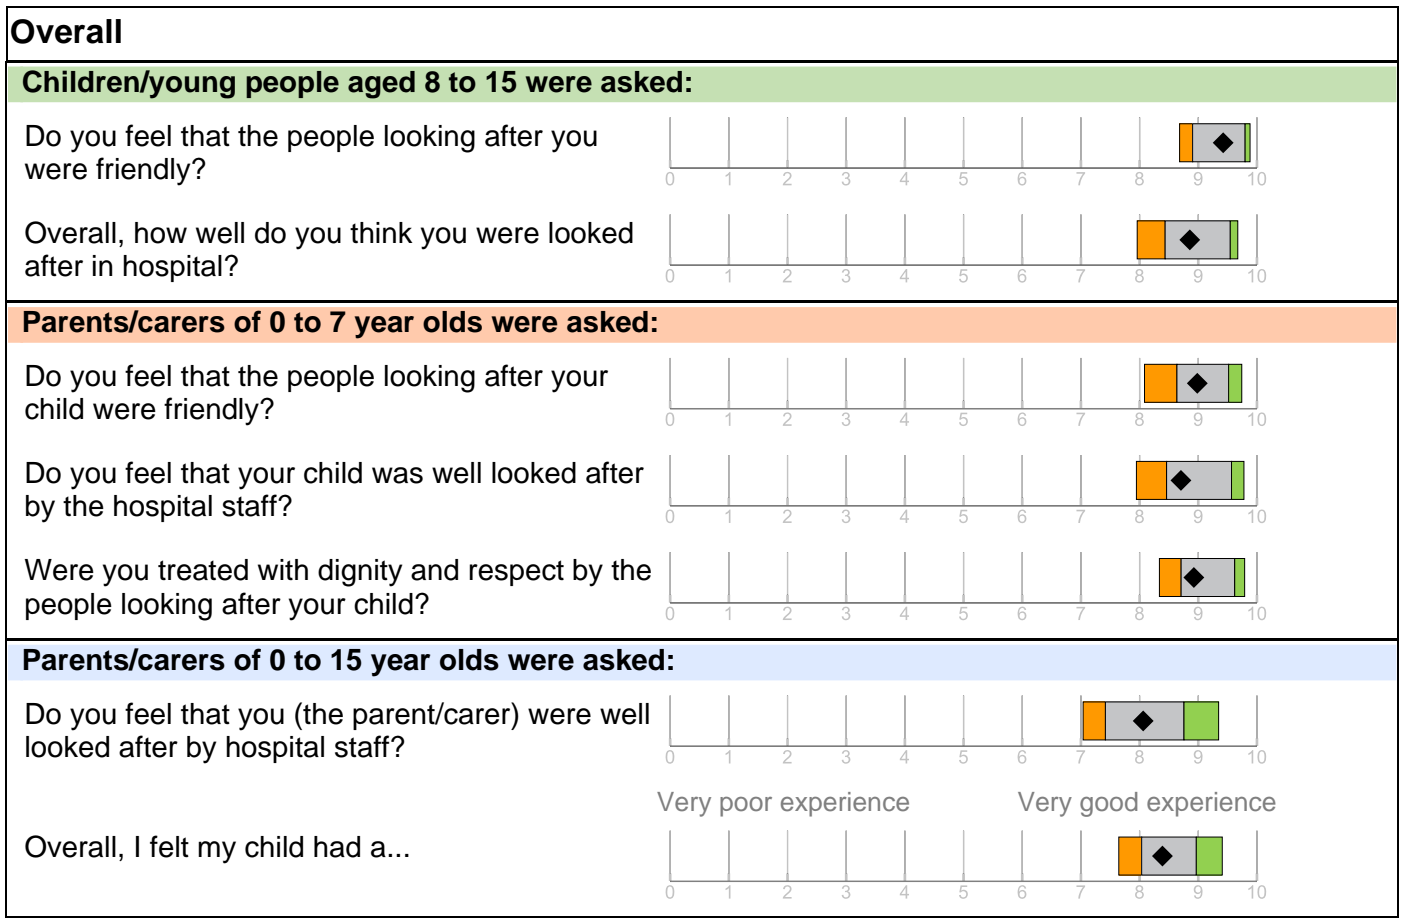 Overall
Children/young people aged 8 to 15 were asked:
Do you feel that the people looking after you
were friendly?
0 1 2 3 4 5 6 7 8 9 10
Overall, how well do you think you were looked
after in hospital?
0 1 2 3 4 5 6 7 8 9 10
Parents/carers of 0 to 7 year olds were asked:
Do you feel that the people looking after your
child were friendly?
0 1 2 3 4 5 6 7 8 9 10
Do you feel that your child was well looked after
by the hospital staff?
0 1 2 3 4 5 6 7 8 9 10
Were you treated with dignity and respect by the
people looking after your child?
0 1 2 3 4 5 6 7 8 9 10
Parents/carers of 0 to 15 year olds were asked:
Do you feel that you (the parent/carer) were well
looked after by hospital staff?
0 1 2 3 4 5 6 7 8 9 10
Very poor experience Very good experience
Overall, I felt my child had a...
0 1 2 3 4 5 6 7 8 9 10